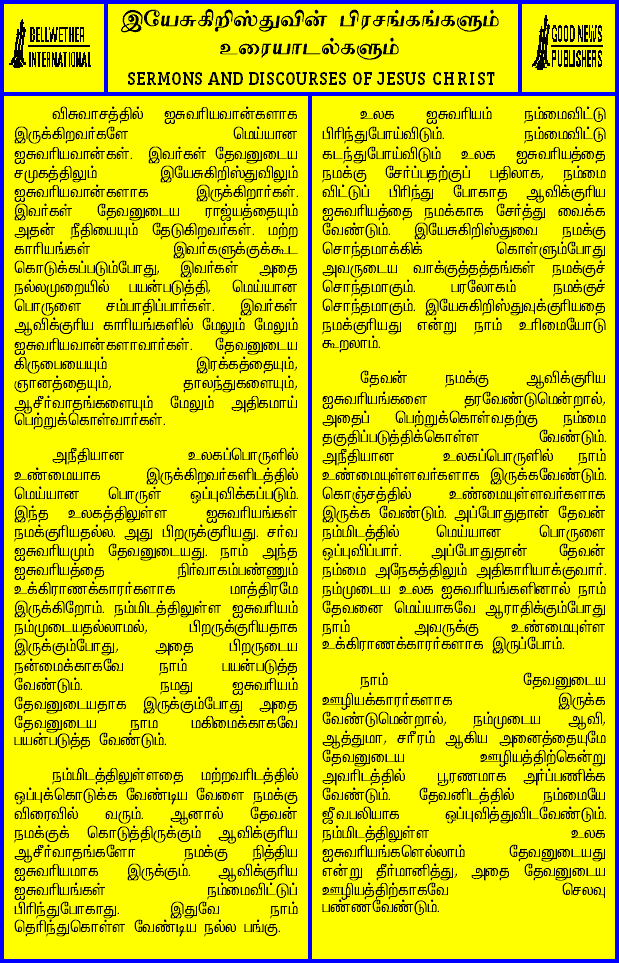 BELLWETHER
INTERNATIONAL
இயேசுகிறிஸ்துவின் பிரசங்கங்களும்
உரையாடல்களும்
SERMONS AND DISCOURSES OF JESUS CHRIST
GOOD NEWS
PUBLISHERS
விசுவாசத்தில் ஐசுவரியவான்களாக
இருக்கிறவர்களே மெய்யான
ஐசுவரியவான்கள். இவர்கள் தேவனுடைய
சமுகத்திலும் இயேசுகிறிஸ்துவிலும்
ஐசுவரியவான்களாக இருக்கிறார்கள்.
இவர்கள் தேவனுடைய ராஜ்யத்தையும்
அதன் நீதியையும் தேடுகிறவர்கள். மற்ற
காரியங்கள் இவர்களுக்குக்கூட
கொடுக்கப்படும்போது, இவர்கள் அதை
நல்லமுறையில் பயன்படுத்தி, மெய்யான
பொருளை சம்பாதிப்பார்கள். இவர்கள்
ஆவிக்குரிய காரியங்களில் மேலும் மேலும்
ஐசுவரியவான்களாவார்கள். தேவனுடைய
கிருபையையும் இரக்கத்தையும்,
ஞானத்தையும், தாலந்துகளையும்,
ஆசீர்வாதங்களையும் மேலும் அதிகமாய்
பெற்றுக்கொள்வார்கள்.
அநீதியான உலகப்பொருளில்
உண்மையாக இருக்கிறவர்களிடத்தில்
மெய்யான பொருள் ஒப்புவிக்கப்படும்.
இந்த உலகத்திலுள்ள ஐசுவரியங்கள்
நமக்குரியதல்ல. அது பிறருக்குரியது. சர்வ
ஐசுவரியமும் தேவனுடையது. நாம் அந்த
ஐசுவரியத்தை நிர்வாகம்பண்ணும்
உக்கிராணக்காரர்களாக மாத்திரமே
இருக்கிறோம். நம்மிடத்திலுள்ள ஐசுவரியம்
நம்முடையதல்லாமல், பிறருக்குரியதாக
இருக்கும்போது, அதை பிறருடைய
நன்மைக்காகவே நாம் பயன்படுத்த
வேண்டும். நமது ஐசுவரியம்
தேவனுடையதாக இருக்கும்போது அதை
தேவனுடைய நாம மகிமைக்காகவே
பயன்படுத்த வேண்டும்.
நம்மிடத்திலுள்ளதை மற்றவரிடத்தில்
ஒப்புக்கொடுக்க வேண்டிய வேளை நமக்கு
விரைவில் வரும். ஆனால் தேவன்
நமக்குக் கொடுத்திருக்கும் ஆவிக்குரிய
ஆசீர்வாதங்களோ நமக்கு நித்திய
ஐசுவரியமாக இருக்கும். ஆவிக்குரிய
ஐசுவரியங்கள் நம்மைவிட்டுப்
பிரிந்துபோகாது. இதுவே நாம்
தெரிந்துகொள்ள வேண்டிய நல்ல பங்கு.
உலக ஐசுவரியம் நம்மைவிட்டு
பிரிந்துபோய்விடும். நம்மைவிட்டு
கடந்துபோய்விடும் உலக ஐசுவரியத்தை
நமக்கு சேர்ப்பதற்குப் பதிலாக, நம்மை
விட்டுப் பிரிந்து போகாத ஆவிக்குரிய
ஐசுவரியத்தை நமக்காக சேர்த்து வைக்க
வேண்டும். இயேசுகிறிஸ்துவை நமக்கு
சொந்தமாக்கிக் கொள்ளும்போது
அவருடைய வாக்குத்தத்தங்கள் நமக்குச்
சொந்தமாகும். பரலோகம் நமக்குச்
சொந்தமாகும். இயேசுகிறிஸ்துவுக்குரியதை
நமக்குரியது என்று நாம் உரிமையோடு
கூறலாம்.
தேவன் நமக்கு ஆவிக்குரிய
ஐசுவரியங்களை தரவேண்டுமென்றால்,
அதைப் பெற்றுக்கொள்வதற்கு நம்மை
தகுதிப்படுத்திக்கொள்ள வேண்டும்.
அநீதியான உலகப்பொருளில் நாம்
உண்மையுள்ளவர்களாக இருக்கவேண்டும்.
கொஞ்சத்தில் உண்மையுள்ளவர்களாக
இருக்க வேண்டும். அப்போதுதான் தேவன்
நம்மிடத்தில் மெய்யான பொருளை
ஒப்புவிப்பார். அப்போதுதான் தேவன்
நம்மை அநேகத்திலும் அதிகாரியாக்குவார்.
நம்முடைய உலக ஐசுவரியங்களினால் நாம்
தேவனை மெய்யாகவே ஆராதிக்கும்போது
நாம் அவருக்கு உண்மையுள்ள
உக்கிராணக்காரர்களாக இருப்போம்.
நாம் தேவனுடைய
ஊழியக்காரர்களாக இருக்க
வேண்டுமென்றால், நம்முடைய ஆவி,
ஆத்துமா, சரீரம் ஆகிய அனைத்தையுமே
தேவனுடைய ஊழியத்திற்கென்று
அவரிடத்தில் பூரணமாக அர்ப்பணிக்க
வேண்டும். தேவனிடத்தில் நம்மையே
ஜீவபலியாக ஒப்புவித்துவிடவேண்டும்.
நம்மிடத்திலுள்ள உலக
ஐசுவரியங்களெல்லாம் தேவனுடையது
என்று தீர்மானித்து, அதை தேவனுடைய
ஊழியத்திற்காகவே செலவு
பண்ணவேண்டும்.